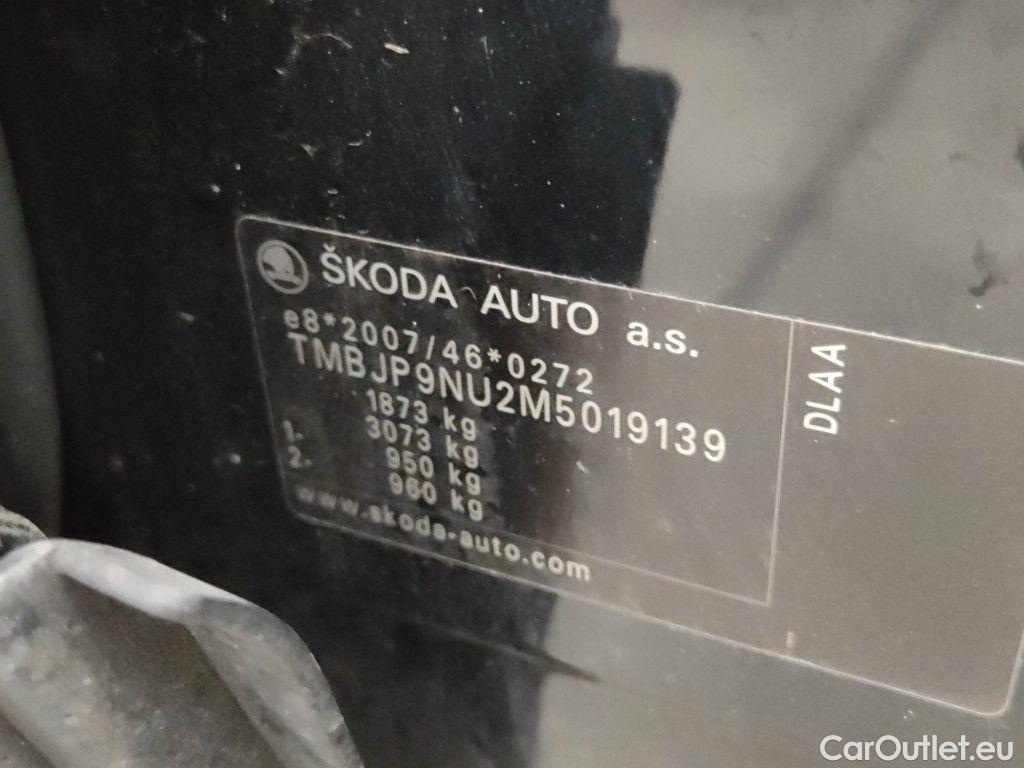 ŠKODA AUTO a.s.
e8*2007/46*0272
TMBJP9NU2M5019139
1873 kg
3073 kg
1- 950 kg
2- 960 kg
www.skoda-auto.com
DLAA
CarOutlet.eu